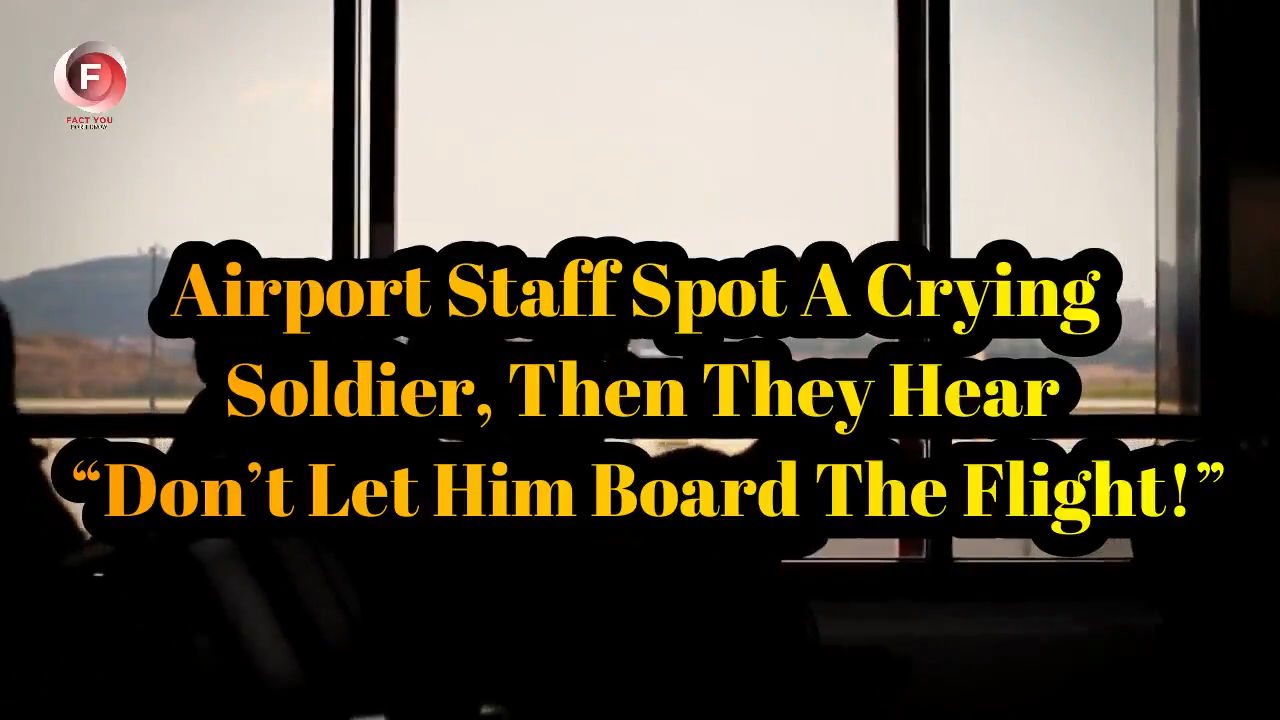 F
FACT YOU
Airport Staff Spot A Crying
Soldier, Then They Hear
“Don’t Let Him Board The Flight!”